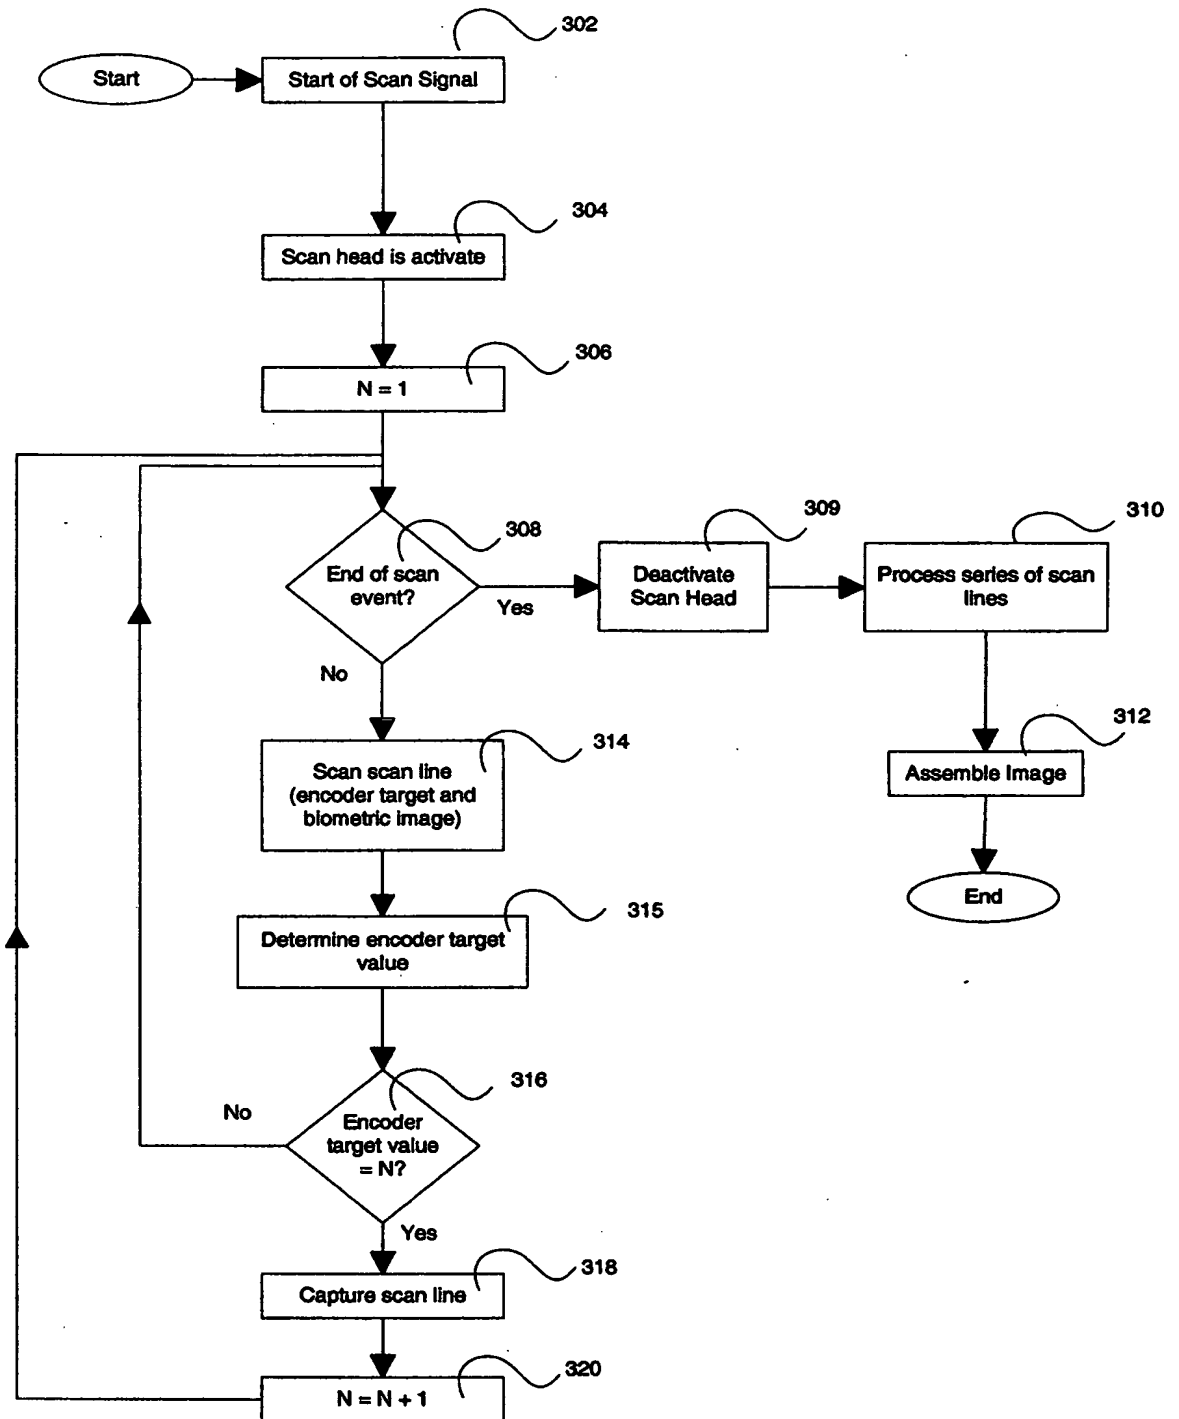 302
Start
Start of Scan Signal
304
Scan head is activate
306
N = 1
308
End of scan
event?
Yes
No
309
Deactivate
Scan Head
310
Process series of scan
lines
312
Assemble Image
End
314
Scan scan line
(encoder target and
biometric image)
315
Determine encoder target
value
316
Encoder
target value
= N?
No
Yes
318
Capture scan line
320
N = N + 1